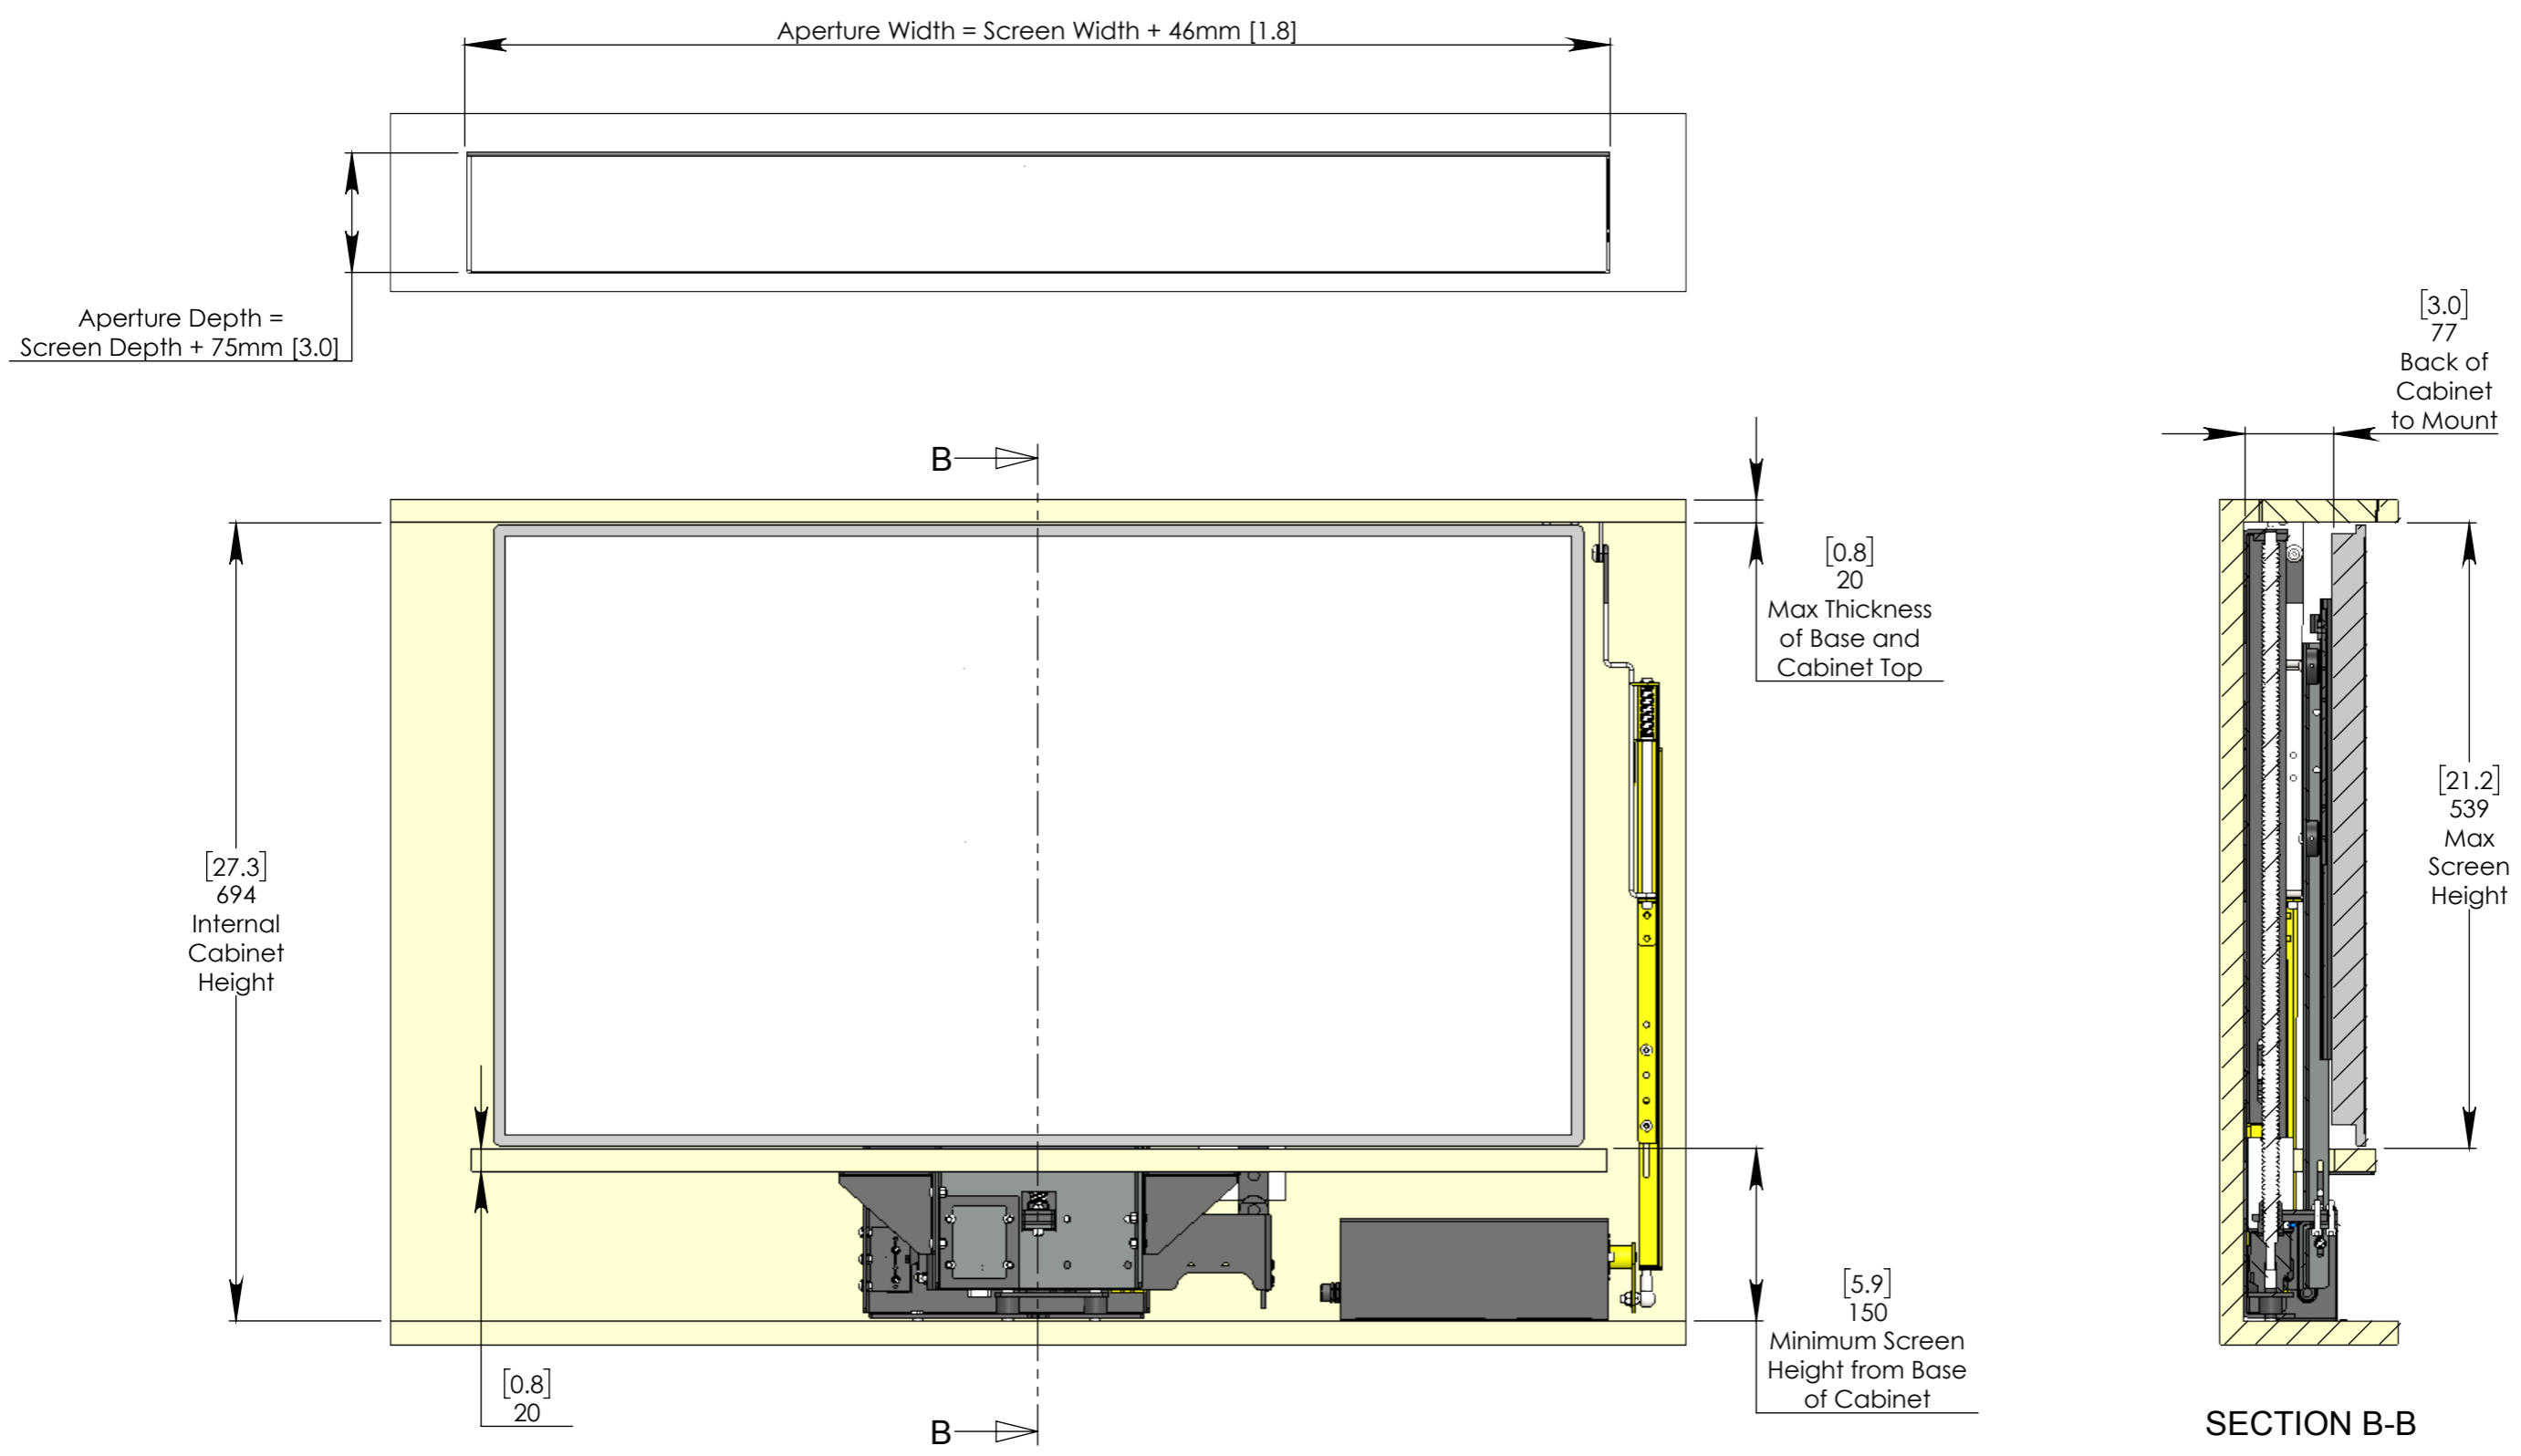 Aperture Width = Screen Width + 46mm [1.8]
Aperture Depth =
Screen Depth + 75mm [3.0]
[3.0]
77
Back of
Cabinet
to Mount
B
[0.8]
20
Max Thickness
of Base and
Cabinet Top
[27.3]
694
Internal
Cabinet
Height
[21.2]
539
Max
Screen
Height
[5.9]
150
Minimum Screen
Height from Base
of Cabinet
[0.8]
20
B
SECTION B-B